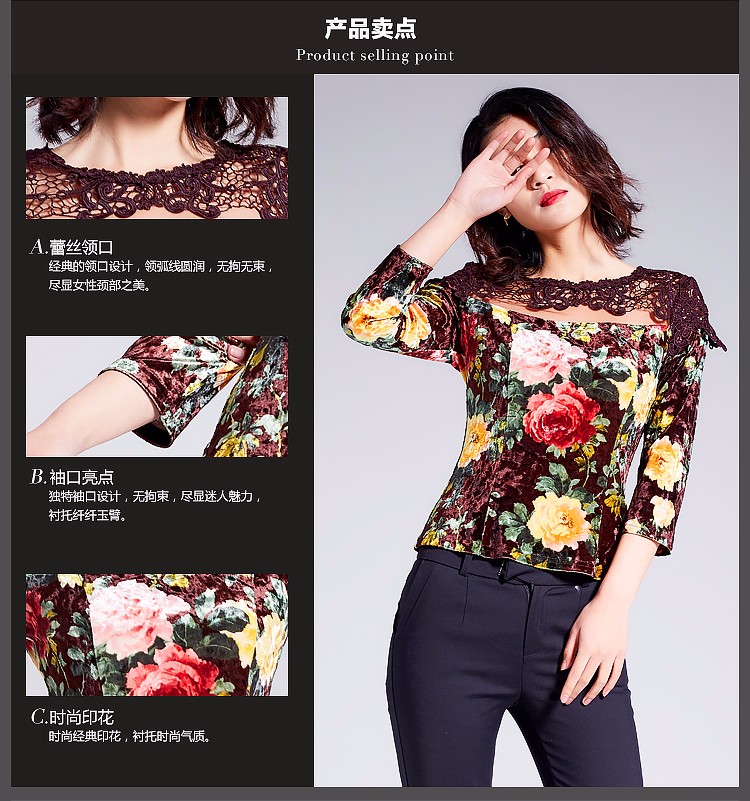 产品卖点
Product selling point
A.蕾丝领口
经典的领口设计，领弧线圆润，无拘无束，
尽显女性颈部之美。
B.袖口亮点
独特袖口设计，无拘束，尽显迷人魅力，
衬托纤纤玉臂。
C.时尚印花
时尚经典印花，衬托时尚气质。